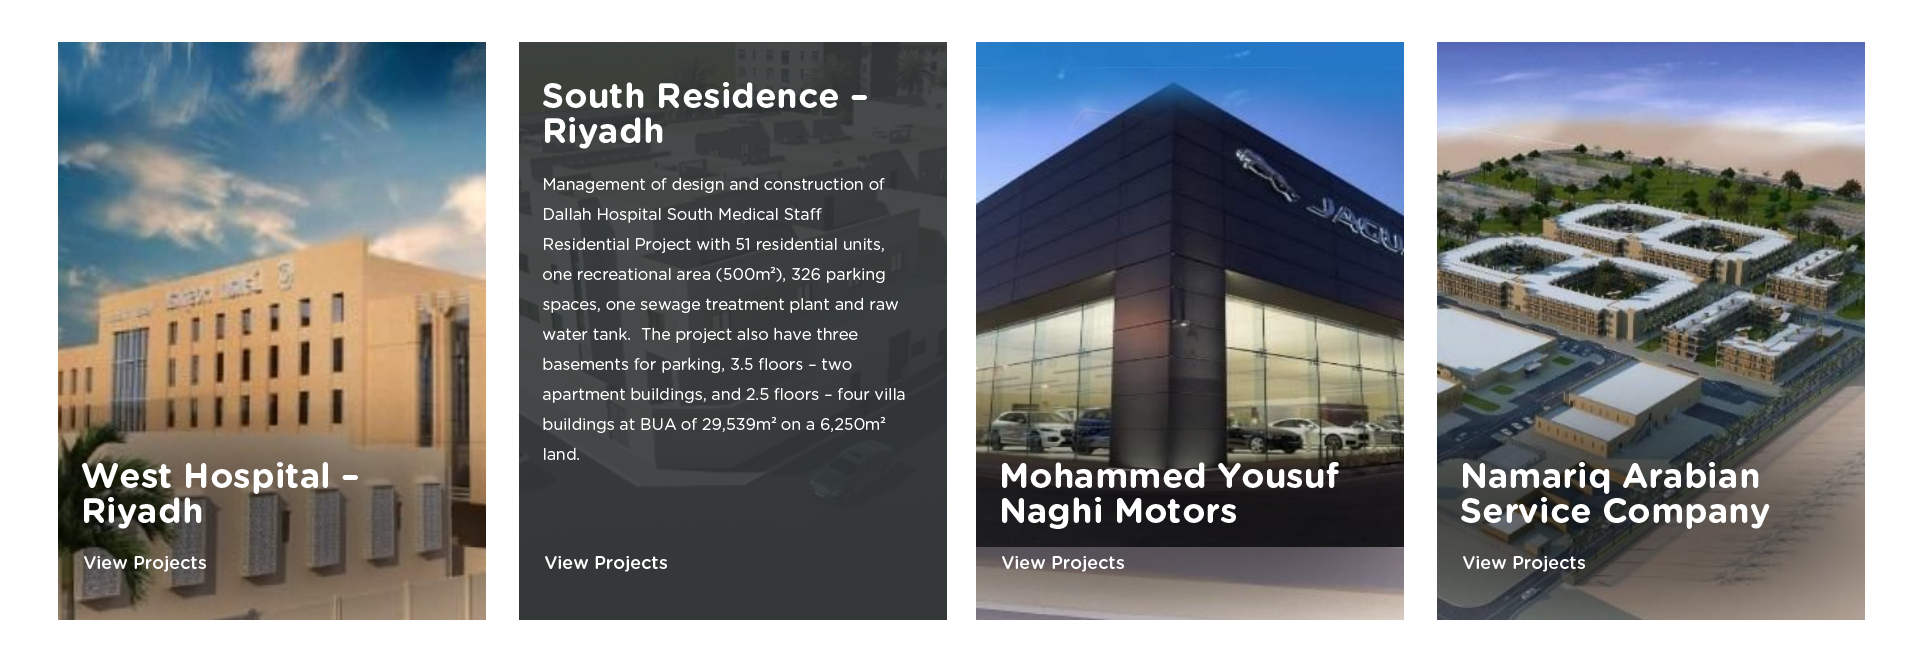 West Hospital –
Riyadh
View Projects
South Residence –
Riyadh
Management of design and construction of
Dallah Hospital South Medical Staff
Residential Project with 51 residential units,
one recreational area (500m²), 326 parking
spaces, one sewage treatment plant and raw
water tank.  The project also have three
basements for parking, 3.5 floors – two
apartment buildings, and 2.5 floors – four villa
buildings at BUA of 29,539m² on a 6,250m²
land.
View Projects
JAGU
Mohammed Yousuf
Naghi Motors
View Projects
Namariq Arabian
Service Company
View Projects